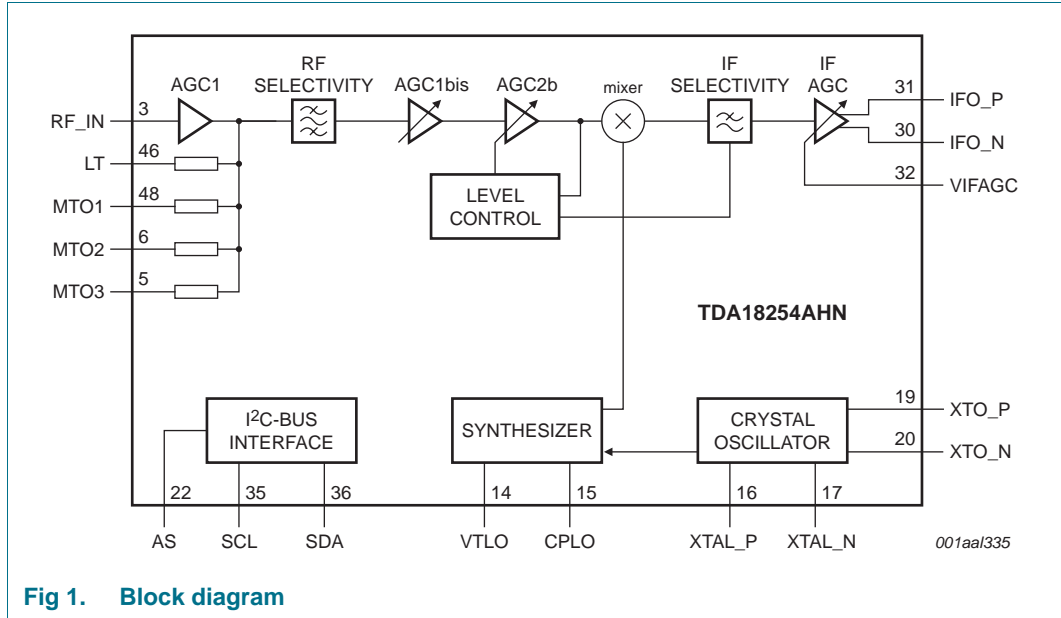 RF
SELECTIVITY
IF
SELECTIVITY
IF
AGC
AGC1
AGC1bis
AGC2b
mixer
31
IFO_P
3
RF_IN
30
IFO_N
46
LT
32
VIFAGC
48
MTO1
LEVEL
CONTROL
6
MTO2
5
MTO3
TDA18254AHN
19
XTO_P
I2C-BUS
INTERFACE
SYNTHESIZER
CRYSTAL
OSCILLATOR
20
XTO_N
22
35
36
14
15
16
17
AS
SCL
SDA
VTLO
CPLO
XTAL_P
XTAL_N
001aal335
Fig 1. Block diagram